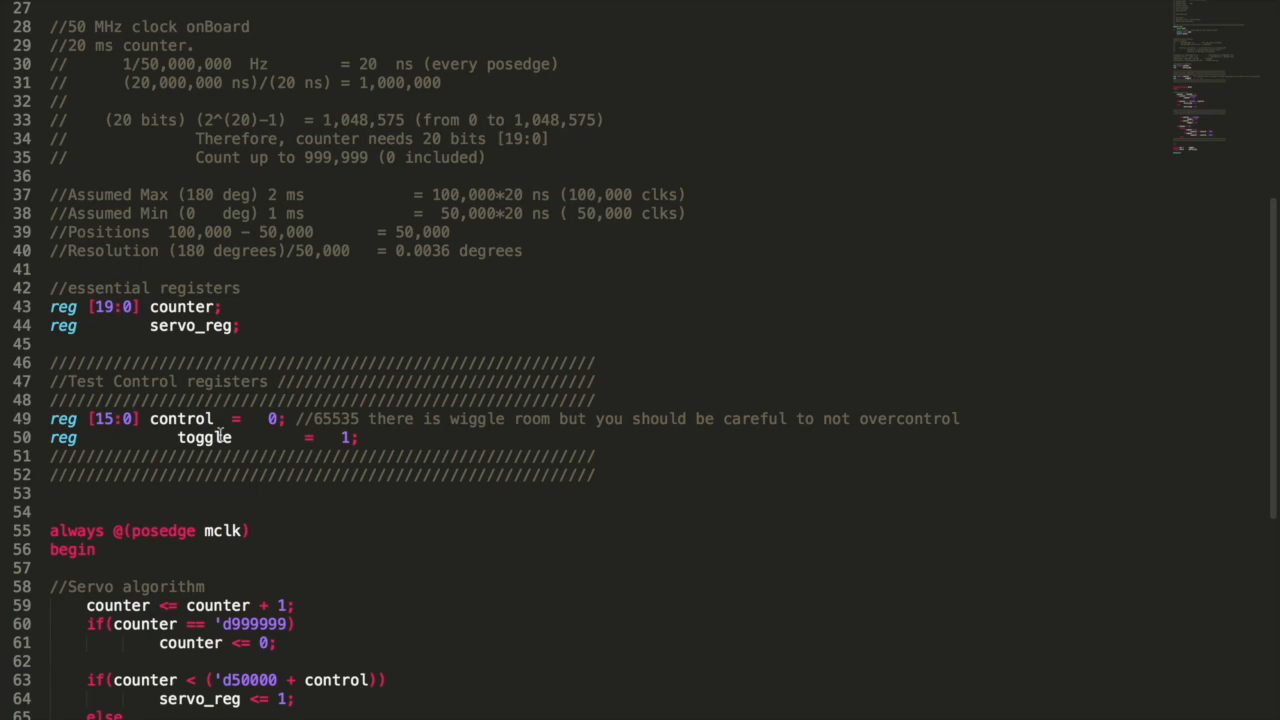 27
28 //50 MHz clock onBoard
29 //20 ms counter.
30 //      1/50,000,000  Hz        = 20  ns (every posedge)
31 //      (20,000,000 ns)/(20 ns) = 1,000,000
32 //
33 //    (20 bits) (2^(20)-1)  = 1,048,575 (from 0 to 1,048,575)
34 //              Therefore, counter needs 20 bits [19:0]
35 //              Count up to 999,999 (0 included)
36
37 //Assumed Max (180 deg) 2 ms            = 100,000*20 ns (100,000 clks)
38 //Assumed Min (0   deg) 1 ms            =  50,000*20 ns ( 50,000 clks)
39 //Positions  100,000 - 50,000       = 50,000
40 //Resolution (180 degrees)/50,000   = 0.0036 degrees
41
42 //essential registers
43 reg [19:0] counter;
44 reg        servo_reg;
45
46 ////////////////////////////////////////////////////////////
47 //Test Control registers ///////////////////////////////////
48 ////////////////////////////////////////////////////////////
49 reg [15:0] control  =   0; //65535 there is wiggle room but you should be careful to not overcontrol
50 reg           toggle        =   1;
51 ////////////////////////////////////////////////////////////
52 ////////////////////////////////////////////////////////////
53
54
55 always @(posedge mclk)
56 begin
57
58 //Servo algorithm
59     counter <= counter + 1;
60     if(counter == 'd999999)
61             counter <= 0;
62
63     if(counter < ('d50000 + control))
64             servo_reg <= 1;
65     else